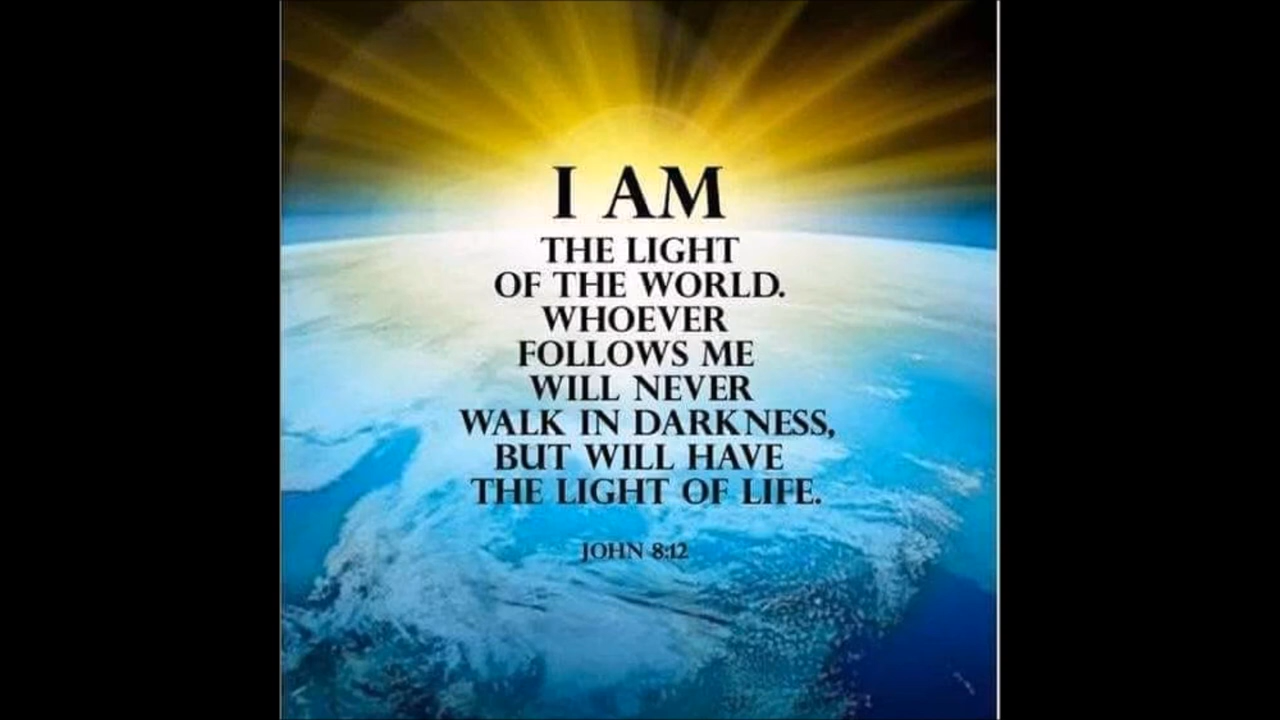 I AM
THE LIGHT
OF THE WORLD.
WHOEVER
FOLLOWS ME
WILL NEVER
WALK IN DARKNESS,
BUT WILL HAVE
THE LIGHT OF LIFE.
JOHN 8:12